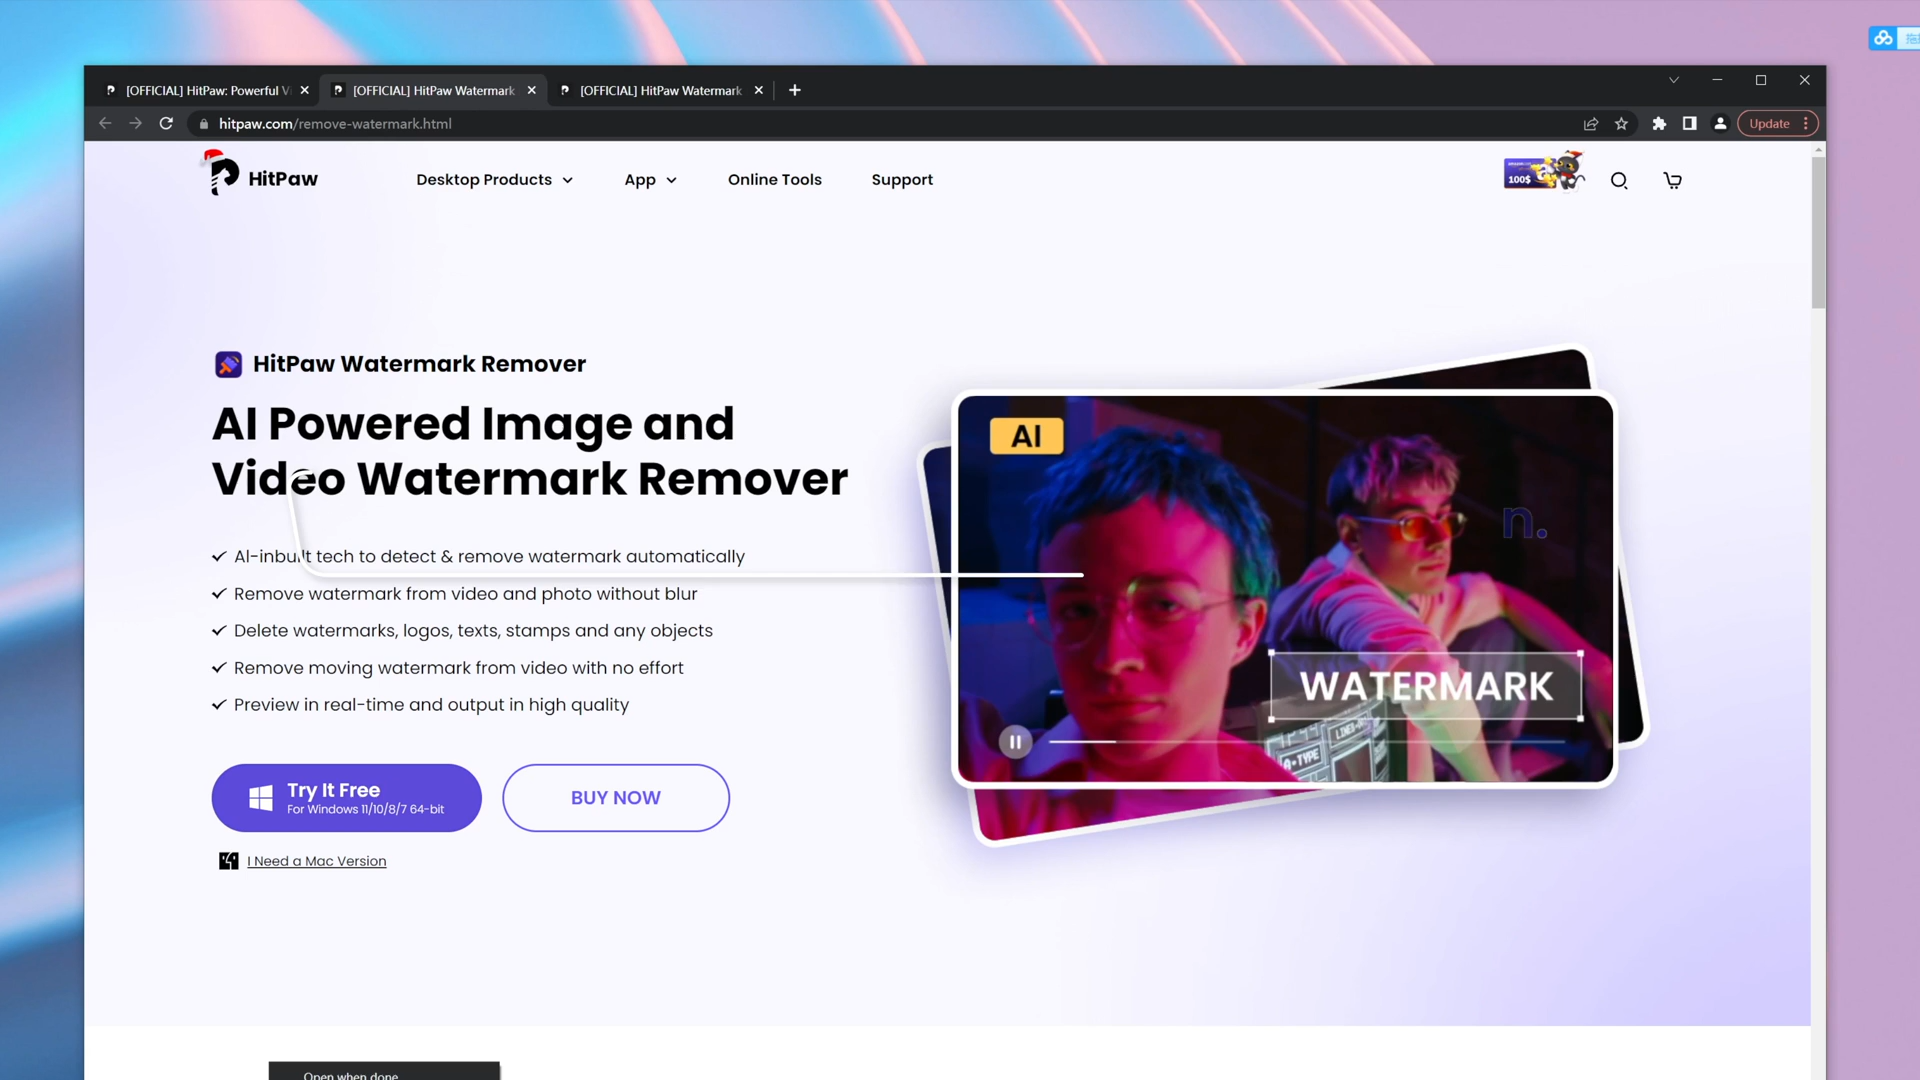 [OFFICIAL] HitPaw: Powerful V
[OFFICIAL] HitPaw Watermark
[OFFICIAL] HitPaw Watermark
hitpaw.com/remove-watermark.html
Update
HitPaw
Desktop Products
App
Online Tools
Support
100$
HitPaw Watermark Remover
AI Powered Image and
Video Watermark Remover
AI-inbuilt tech to detect & remove watermark automatically
Remove watermark from video and photo without blur
Delete watermarks, logos, texts, stamps and any objects
Remove moving watermark from video with no effort
Preview in real-time and output in high quality
AI
n.
WATERMARK
A•TYPE
Try It Free
For Windows 11/10/8/7 64-bit
BUY NOW
I Need a Mac Version
Open when done